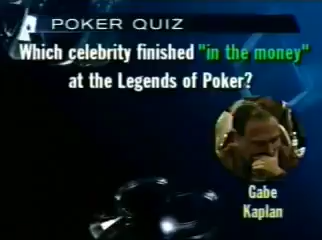 POKER QUIZ
Which celebrity finished "in the money"
at the Legends of Poker?
Gabe
Kaplan